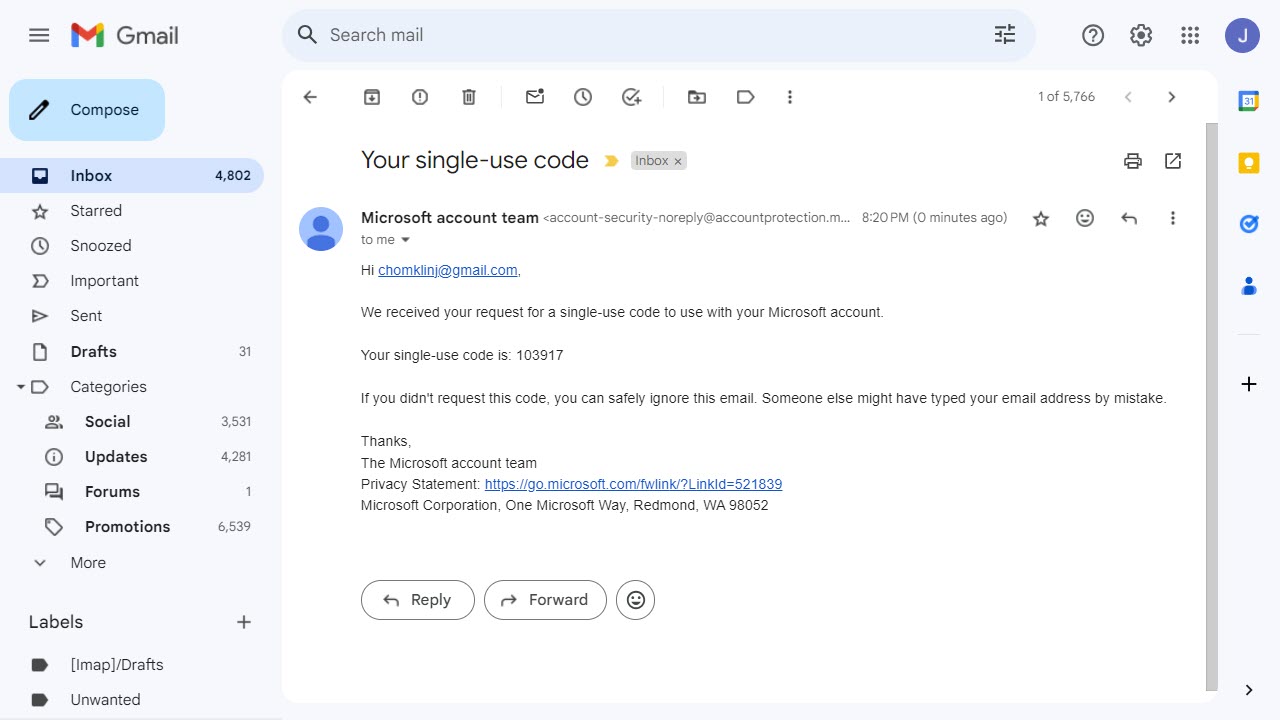 Gmail
Search mail
J
Compose
1 of 5,766
31
Inbox 4,802
Starred
Snoozed
Important
Sent
Drafts 31
Categories
Social 3,531
Updates 4,281
Forums 1
Promotions 6,539
More
Labels
[Imap]/Drafts
Unwanted
Your single-use code
Inbox ×
Microsoft account team <account-security-noreply@accountprotection.m... 8:20 PM (0 minutes ago)
to me
Hi chomklinj@gmail.com,
We received your request for a single-use code to use with your Microsoft account.
Your single-use code is: 103917
If you didn't request this code, you can safely ignore this email. Someone else might have typed your email address by mistake.
Thanks,
The Microsoft account team
Privacy Statement: https://go.microsoft.com/fwlink/?LinkId=521839
Microsoft Corporation, One Microsoft Way, Redmond, WA 98052
Reply Forward